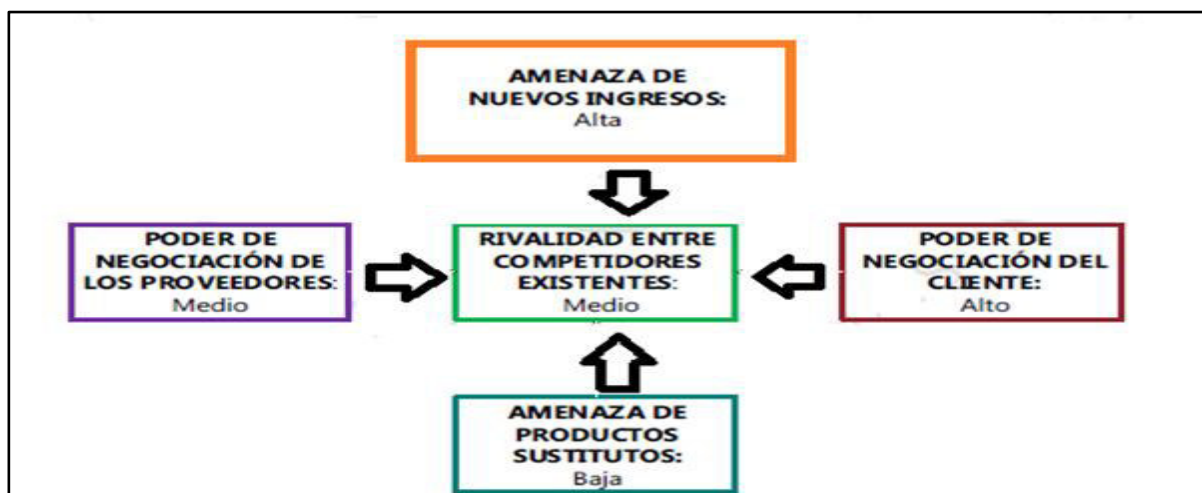 AMENAZA DE
NUEVOS INGRESOS:
Alta
PODER DE
NEGOCIACIÓN DE
LOS PROVEEDORES:
Medio
RIVALIDAD ENTRE
COMPETIDORES
EXISTENTES:
Medio
PODER DE
NEGOCIACIÓN DEL
CLIENTE:
Alto
AMENAZA DE
PRODUCTOS
SUSTITUTOS:
Baja